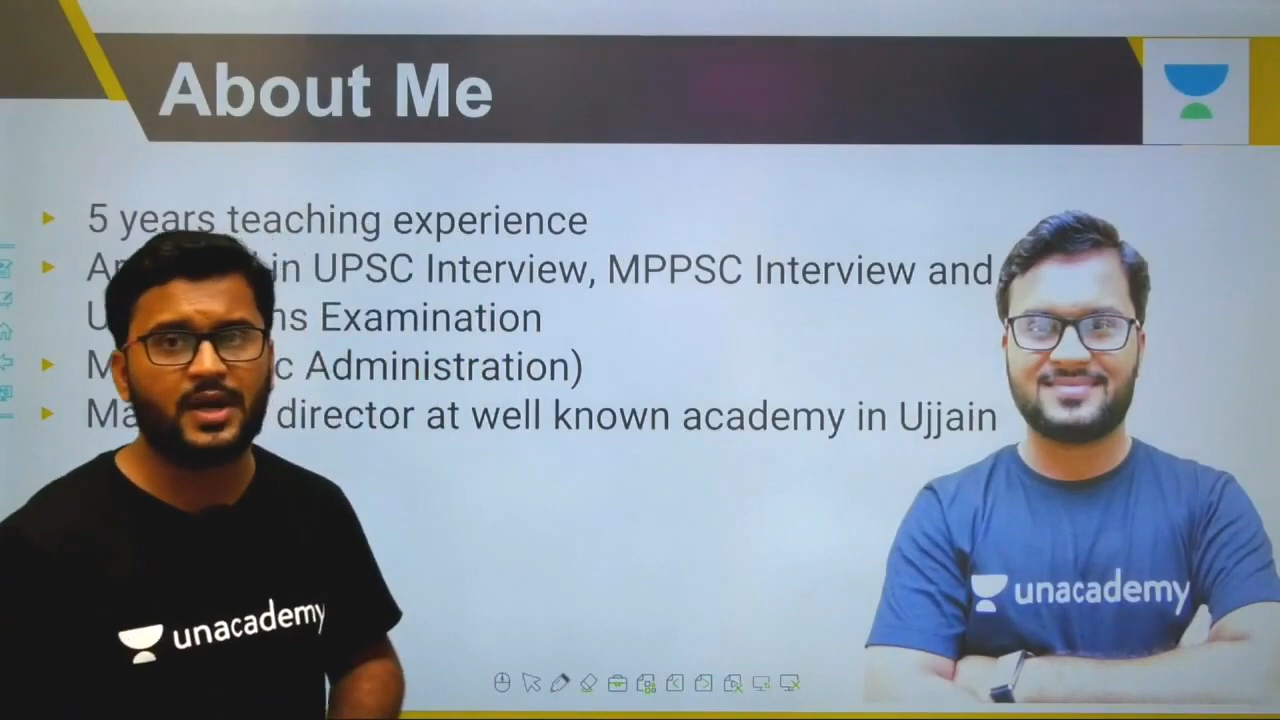 About Me
5 years teaching experience
in UPSC Interview, MPPSC Interview and
Examination
Administration)
director at well known academy in Ujjain
unacademy
unacademy